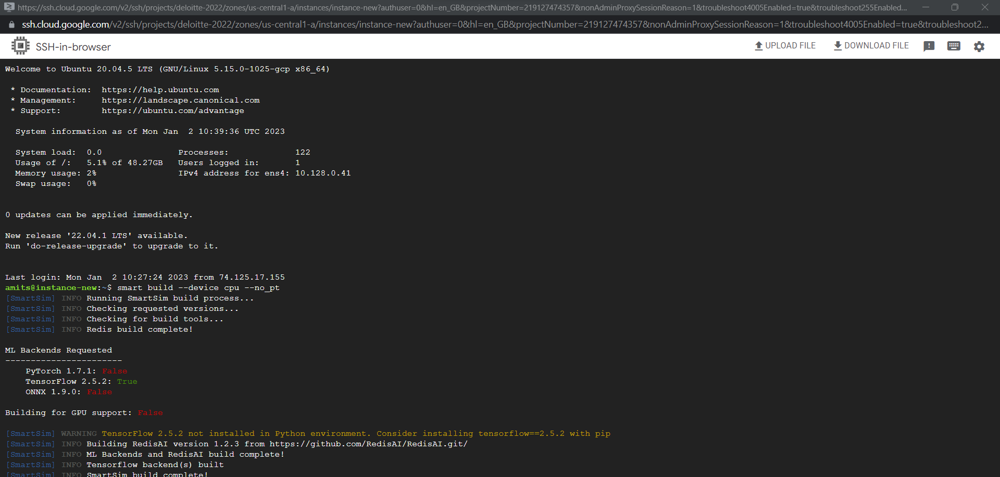 https://ssh.cloud.google.com/v2/ssh/projects/deloitte-2022/zones/us-central1-a/instances/instance-new?authuser=0&hl=en_GB&projectNumber=219127474357&nonAdminProxySessionReason=1&troubleshoot4005Enabled=true&troubleshoot255Enabled...
ssh.cloud.google.com/v2/ssh/projects/deloitte-2022/zones/us-central1-a/instances/instance-new?authuser=0&hl=en_GB&projectNumber=219127474357&nonAdminProxySessionReason=1&troubleshoot4005Enabled=true&troubleshoot2...
SSH-in-browser UPLOAD FILE DOWNLOAD FILE
Welcome to Ubuntu 20.04.5 LTS (GNU/Linux 5.15.0-1025-gcp x86_64)
* Documentation: https://help.ubuntu.com
* Management: https://landscape.canonical.com
* Support: https://ubuntu.com/advantage
System information as of Mon Jan 2 10:39:36 UTC 2023
System load: 0.0 Processes: 122
Usage of /: 5.1% of 48.27GB Users logged in: 1
Memory usage: 2% IPv4 address for ens4: 10.128.0.41
Swap usage: 0%
0 updates can be applied immediately.
New release '22.04.1 LTS' available.
Run 'do-release-upgrade' to upgrade to it.
Last login: Mon Jan 2 10:27:24 2023 from 74.125.17.155
amits@instance-new:~$ smart build --device cpu --no_pt
[SmartSim] INFO Running SmartSim build process...
[SmartSim] INFO Checking requested versions...
[SmartSim] INFO Checking for build tools...
[SmartSim] INFO Redis build complete!
ML Backends Requested
-----------------------
PyTorch 1.7.1: False
TensorFlow 2.5.2: True
ONNX 1.9.0: False
Building for GPU support: False
[SmartSim] WARNING TensorFlow 2.5.2 not installed in Python environment. Consider installing tensorflow==2.5.2 with pip
[SmartSim] INFO Building RedisAI version 1.2.3 from https://github.com/RedisAI/RedisAI.git/
[SmartSim] INFO ML Backends and RedisAI build complete!
[SmartSim] INFO Tensorflow backend(s) built
[SmartSim] INFO SmartSim build complete!